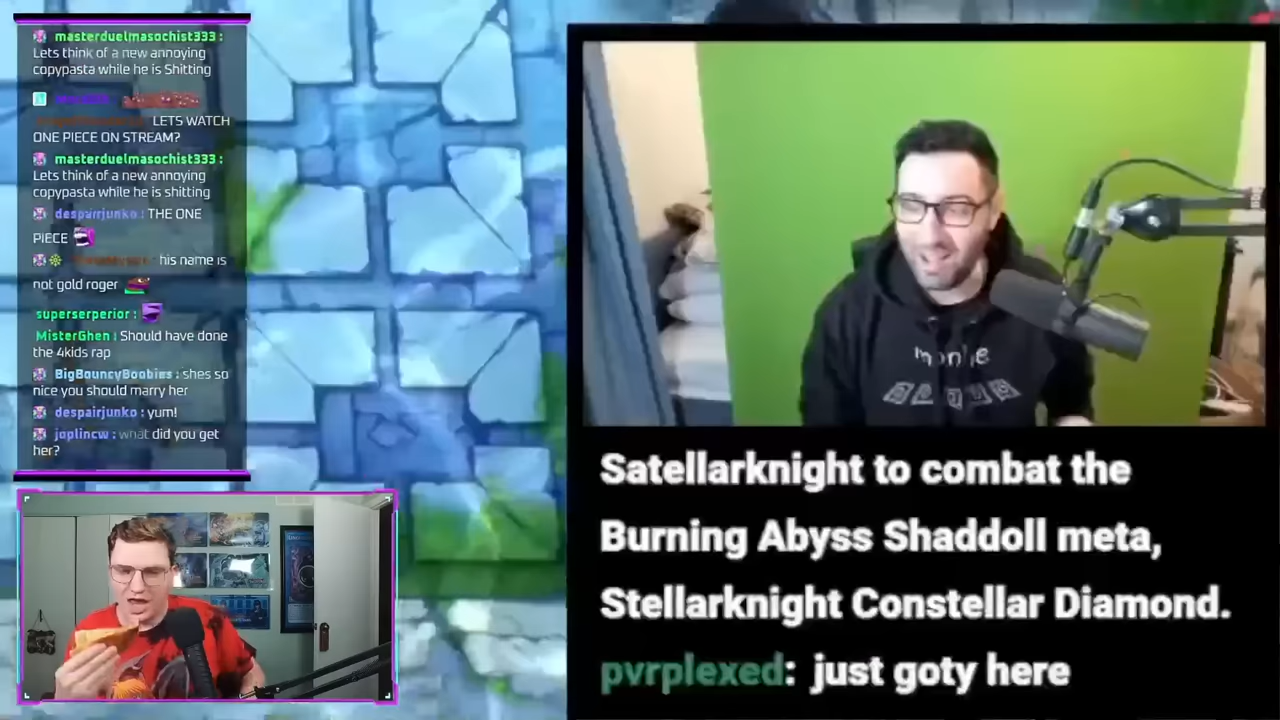 masterduelmasochist333 :
Lets think of a new annoying
copypasta while he is Shitting
LETS WATCH
ONE PIECE ON STREAM?
masterduelmasochist333 :
Lets think of a new annoying
copypasta while he is shitting
despairjunko : THE ONE
PIECE
his name is
not gold roger
superserperior :
MisterGhen : Should have done
the 4kids rap
BigBouncyBoobies : shes so
nice you should marry her
despairjunko : yum!
joplincw : what did you get
her?
Satellarknight to combat the
Burning Abyss Shaddoll meta,
Stellarknight Constellar Diamond.
pvrplexed: just goty here